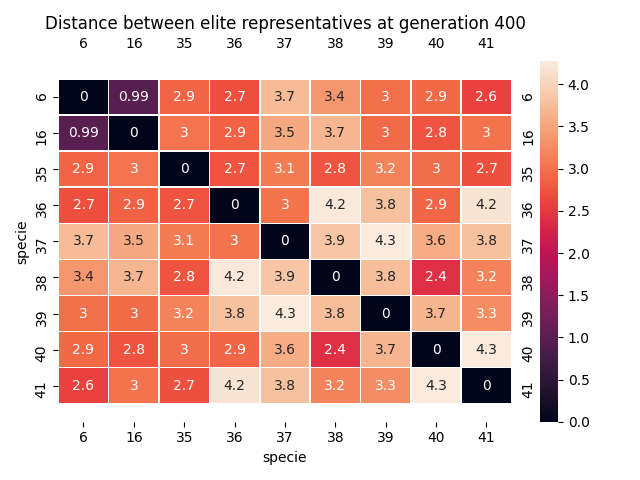 Distance between elite representatives at generation 400
6 16 35 36 37 38 39 40 41
6 0 0.99 2.9 2.7 3.7 3.4 3 2.9 2.6 6
16 0.99 0 3 2.9 3.5 3.7 3 2.8 3 16
35 2.9 3 0 2.7 3.1 2.8 3.2 3 2.7 35
36 2.7 2.9 2.7 0 3 4.2 3.8 2.9 4.2 36
37 3.7 3.5 3.1 3 0 3.9 4.3 3.6 3.8 37
38 3.4 3.7 2.8 4.2 3.9 0 3.8 2.4 3.2 38
39 3 3 3.2 3.8 4.3 3.8 0 3.7 3.3 39
40 2.9 2.8 3 2.9 3.6 2.4 3.7 0 4.3 40
41 2.6 3 2.7 4.2 3.8 3.2 3.3 4.3 0 41
6 16 35 36 37 38 39 40 41
specie
specie
4.0
3.5
3.0
2.5
2.0
1.5
1.0
0.5
0.0